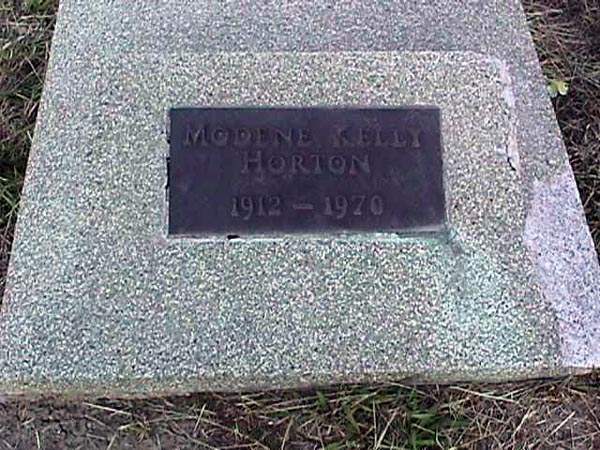 MODENE KELLY
HORTON
1912 - 1970